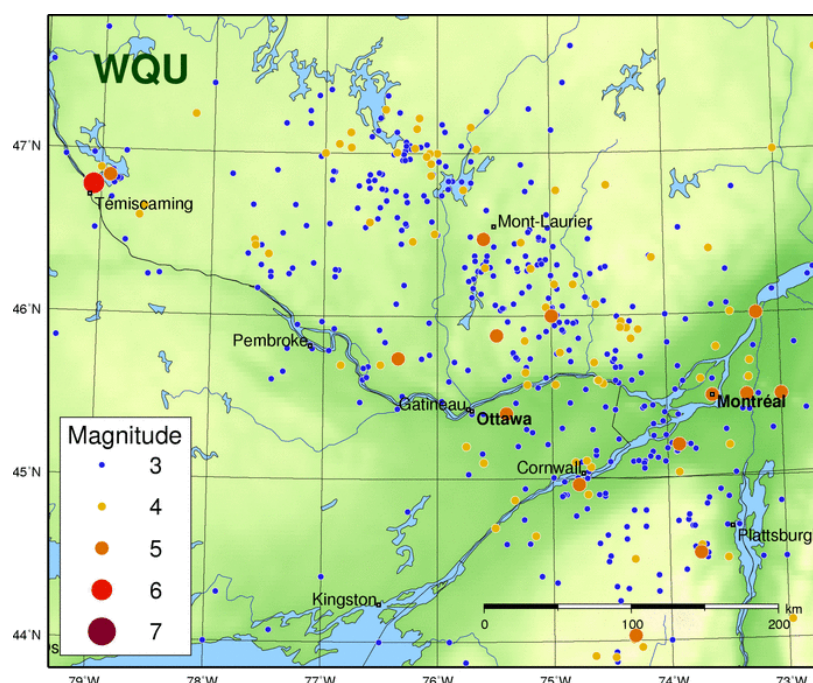 WQU
47°N
Témiscaming
Mont-Laurier
46°N
Pembroke
Gatineau
Ottawa
Montréal
Magnitude
3
4
5
6
7
45°N
Cornwall
Plattsburg
Kingston
0
100
200
km
44°N
79°W
78°W
77°W
76°W
75°W
74°W
73°W